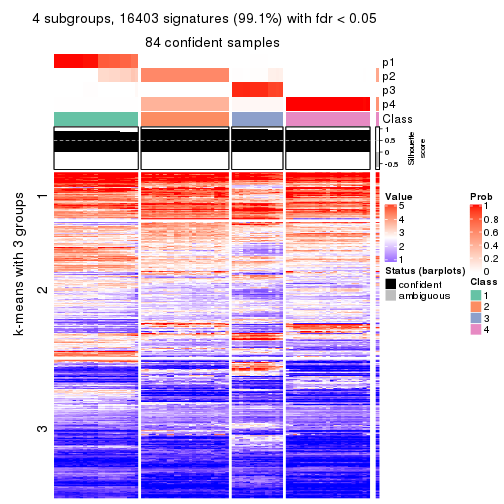 4 subgroups, 16403 signatures (99.1%) with fdr < 0.05
84 confident samples
p1
p2
p3
p4
Class
1
0.5
0
-0.5
Silhouette
score
k-means with 3 groups
1
2
3
Value
5
4
3
2
1
Status (barplots)
confident
ambiguous
Prob
1
0.8
0.6
0.4
0.2
0
Class
1
2
3
4